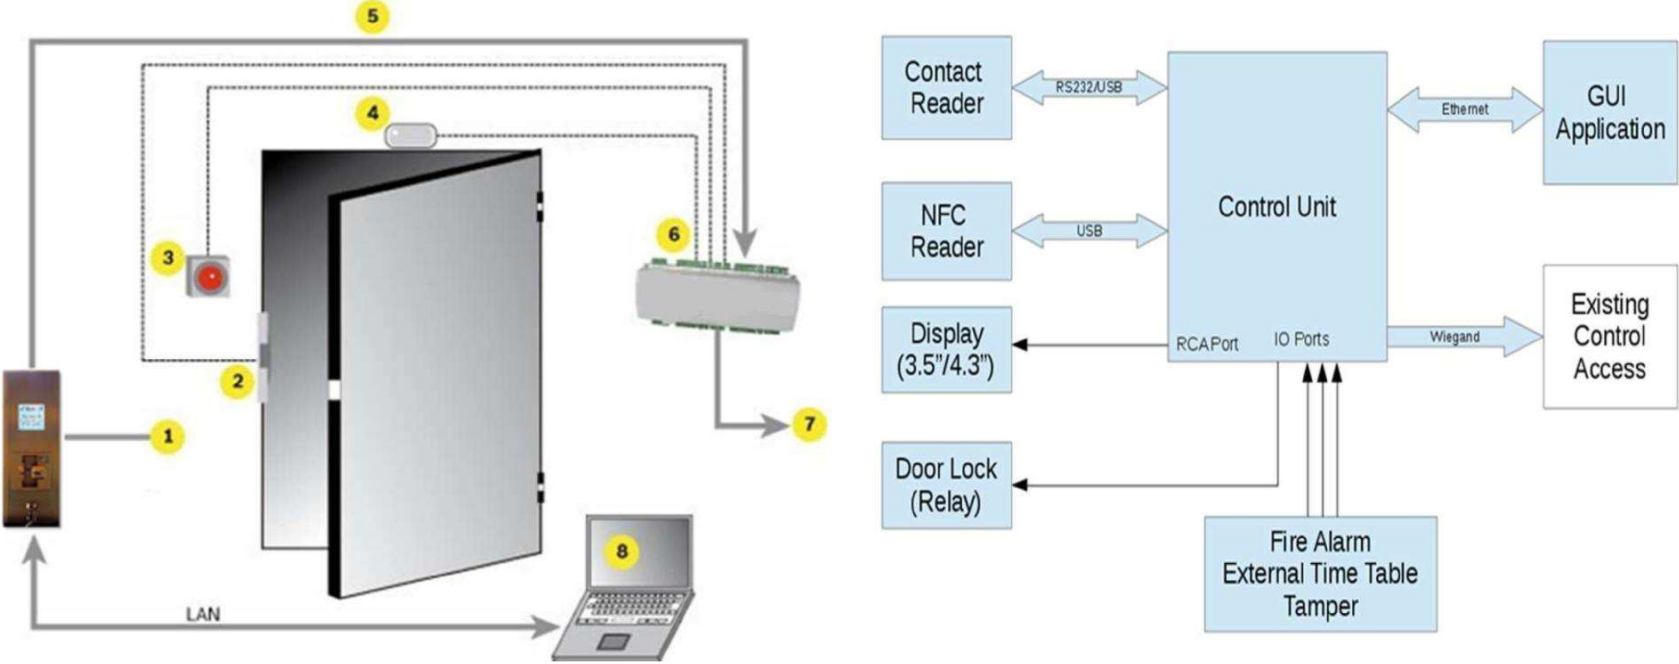 5
4
3
6
2
1
7
8
LAN
Contact
Reader
RS232/USB
NFC
Reader
USB
Display
(3.5"/4.3")
Door Lock
(Relay)
Control Unit
RCA Port
IO Ports
Ethernet
GUI
Application
Wiegand
Existing
Control
Access
Fire Alarm
External Time Table
Tamper